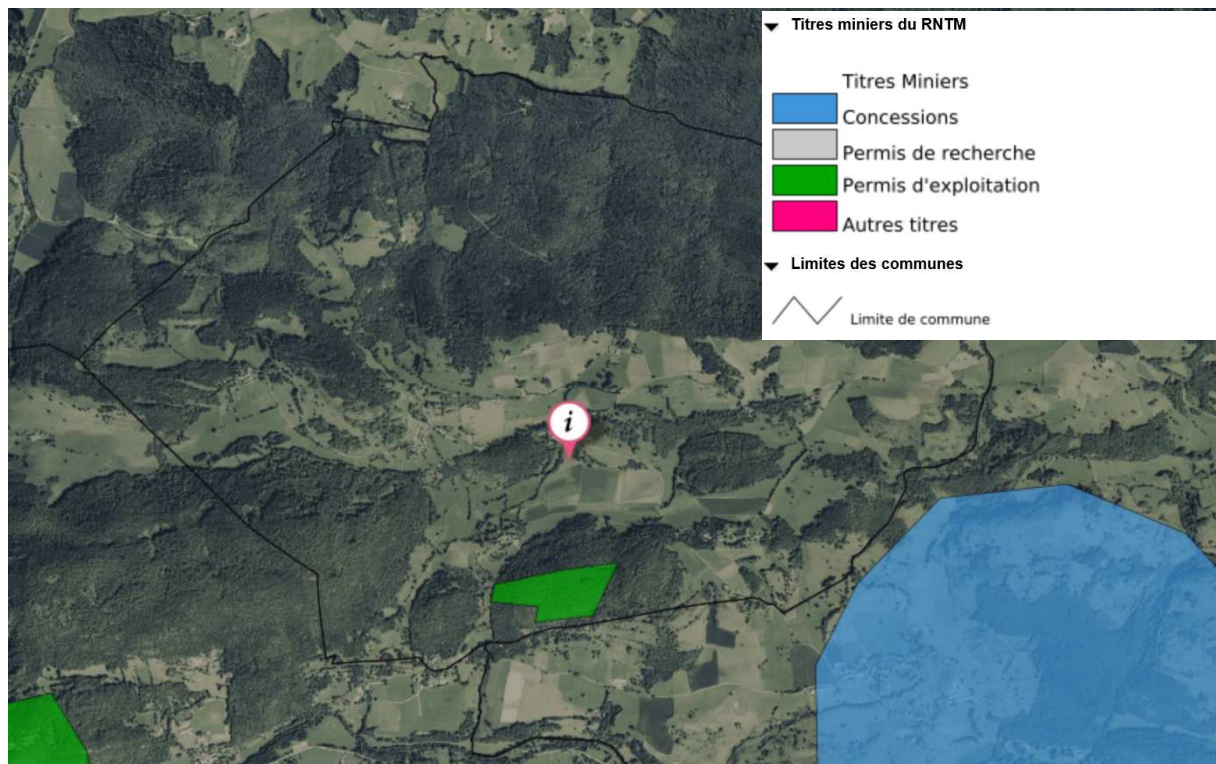 Titres miniers du RNTM
Titres Miniers
Concessions
Permis de recherche
Permis d'exploitation
Autres titres
Limites des communes
Limite de commune
i